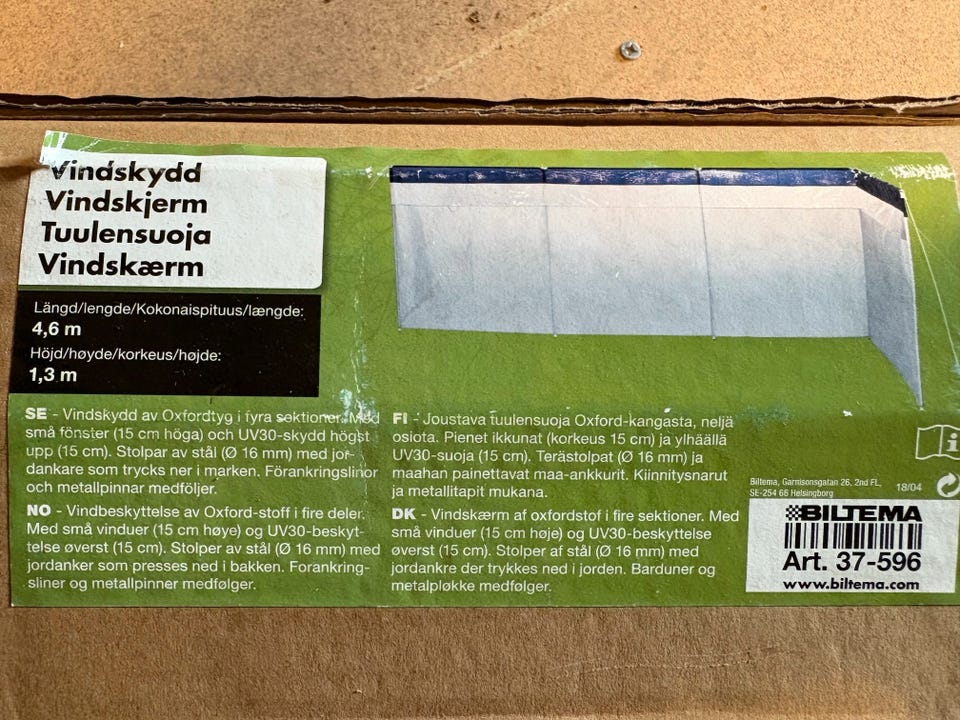 Vindskydd
Vindskjerm
Tuulensuoja
Vindskærm
Längd/lengde/Kokonaispituus/længde:
4,6 m
Höjd/høyde/korkeus/højde:
1,3 m
SE - Vindskydd av Oxfordtyg i fyra sektioner. Med
små fönster (15 cm höga) och UV30-skydd högst
upp (15 cm). Stolpar av stål (Ø 16 mm) med jor-
dankare som trycks ner i marken. Förankringslinor
och metallpinnar medföljer.
NO - Vindbeskyttelse av Oxford-stoff i fire deler.
Med små vinduer (15 cm høye) og UV30-beskyt-
telse øverst (15 cm). Stolper av stål (Ø 16 mm) med
jordanker som presses ned i bakken. Forankring-
sliner og metallpinner medfølger.
FI - Joustava tuulensuoja Oxford-kangasta, neljä
osiota. Pienet ikkunat (korkeus 15 cm) ja ylhäällä
UV30-suoja (15 cm). Terästolpat (Ø 16 mm) ja
maahan painettavat maa-ankkurit. Kiinnitysnarut
ja metallitapit mukana.
DK - Vindskærm af oxfordstof i fire sektioner. Med
små vinduer (15 cm høje) og UV30-beskyttelse
øverst (15 cm). Stolper af stål (Ø 16 mm) med
jordankre der trykkes ned i jorden. Barduner og
metalpløkke medfølger.
Biltema, Garnisonsgatan 26, 2nd FL,
SE-254 66 Helsingborg
18/04
BILTEMA
Art. 37-596
www.biltema.com